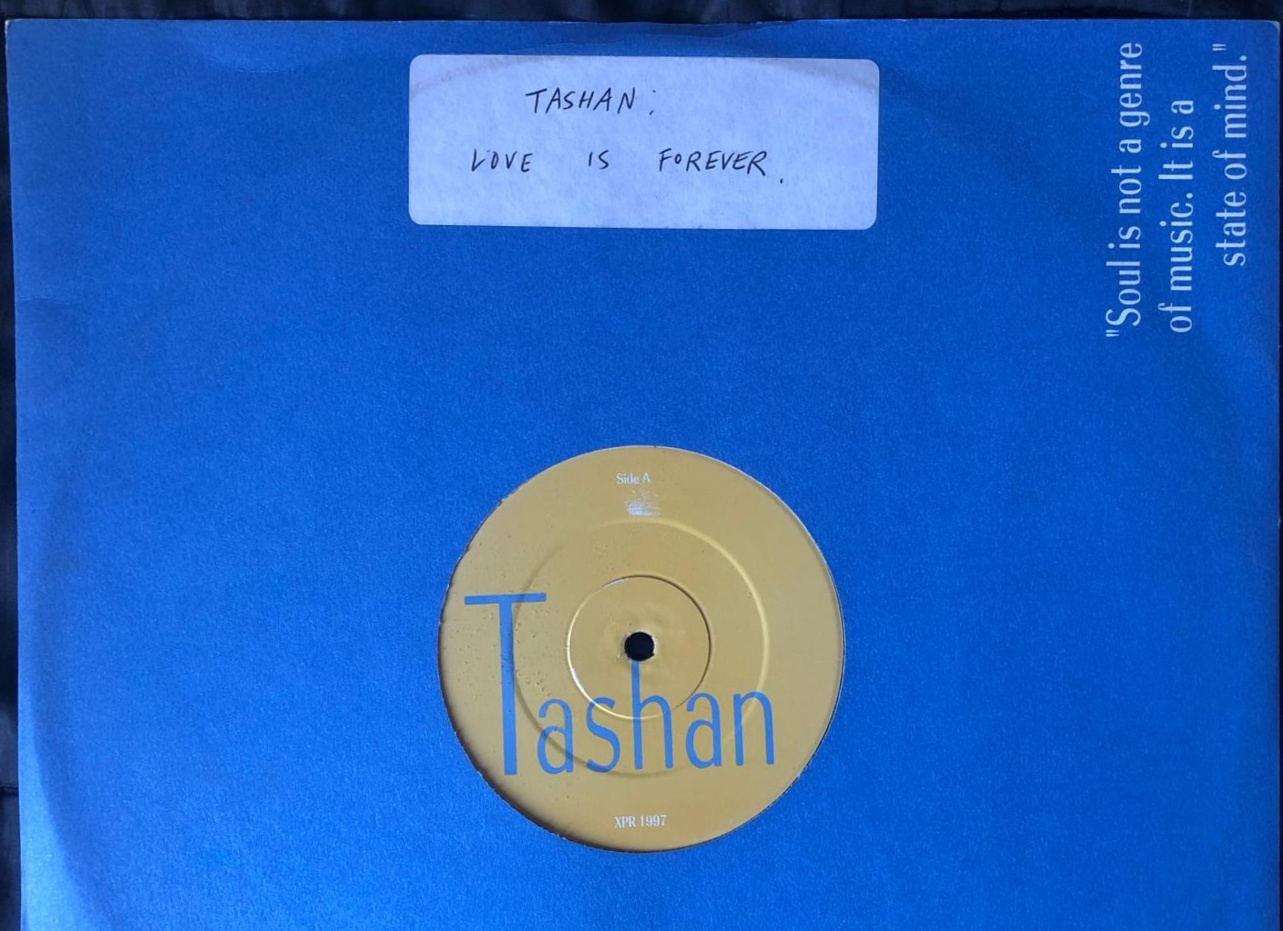 TASHAN:
LOVE IS FOREVER.
"Soul is not a genre
of music. It is a
state of mind."
Side A
Tashan
XPR 1997